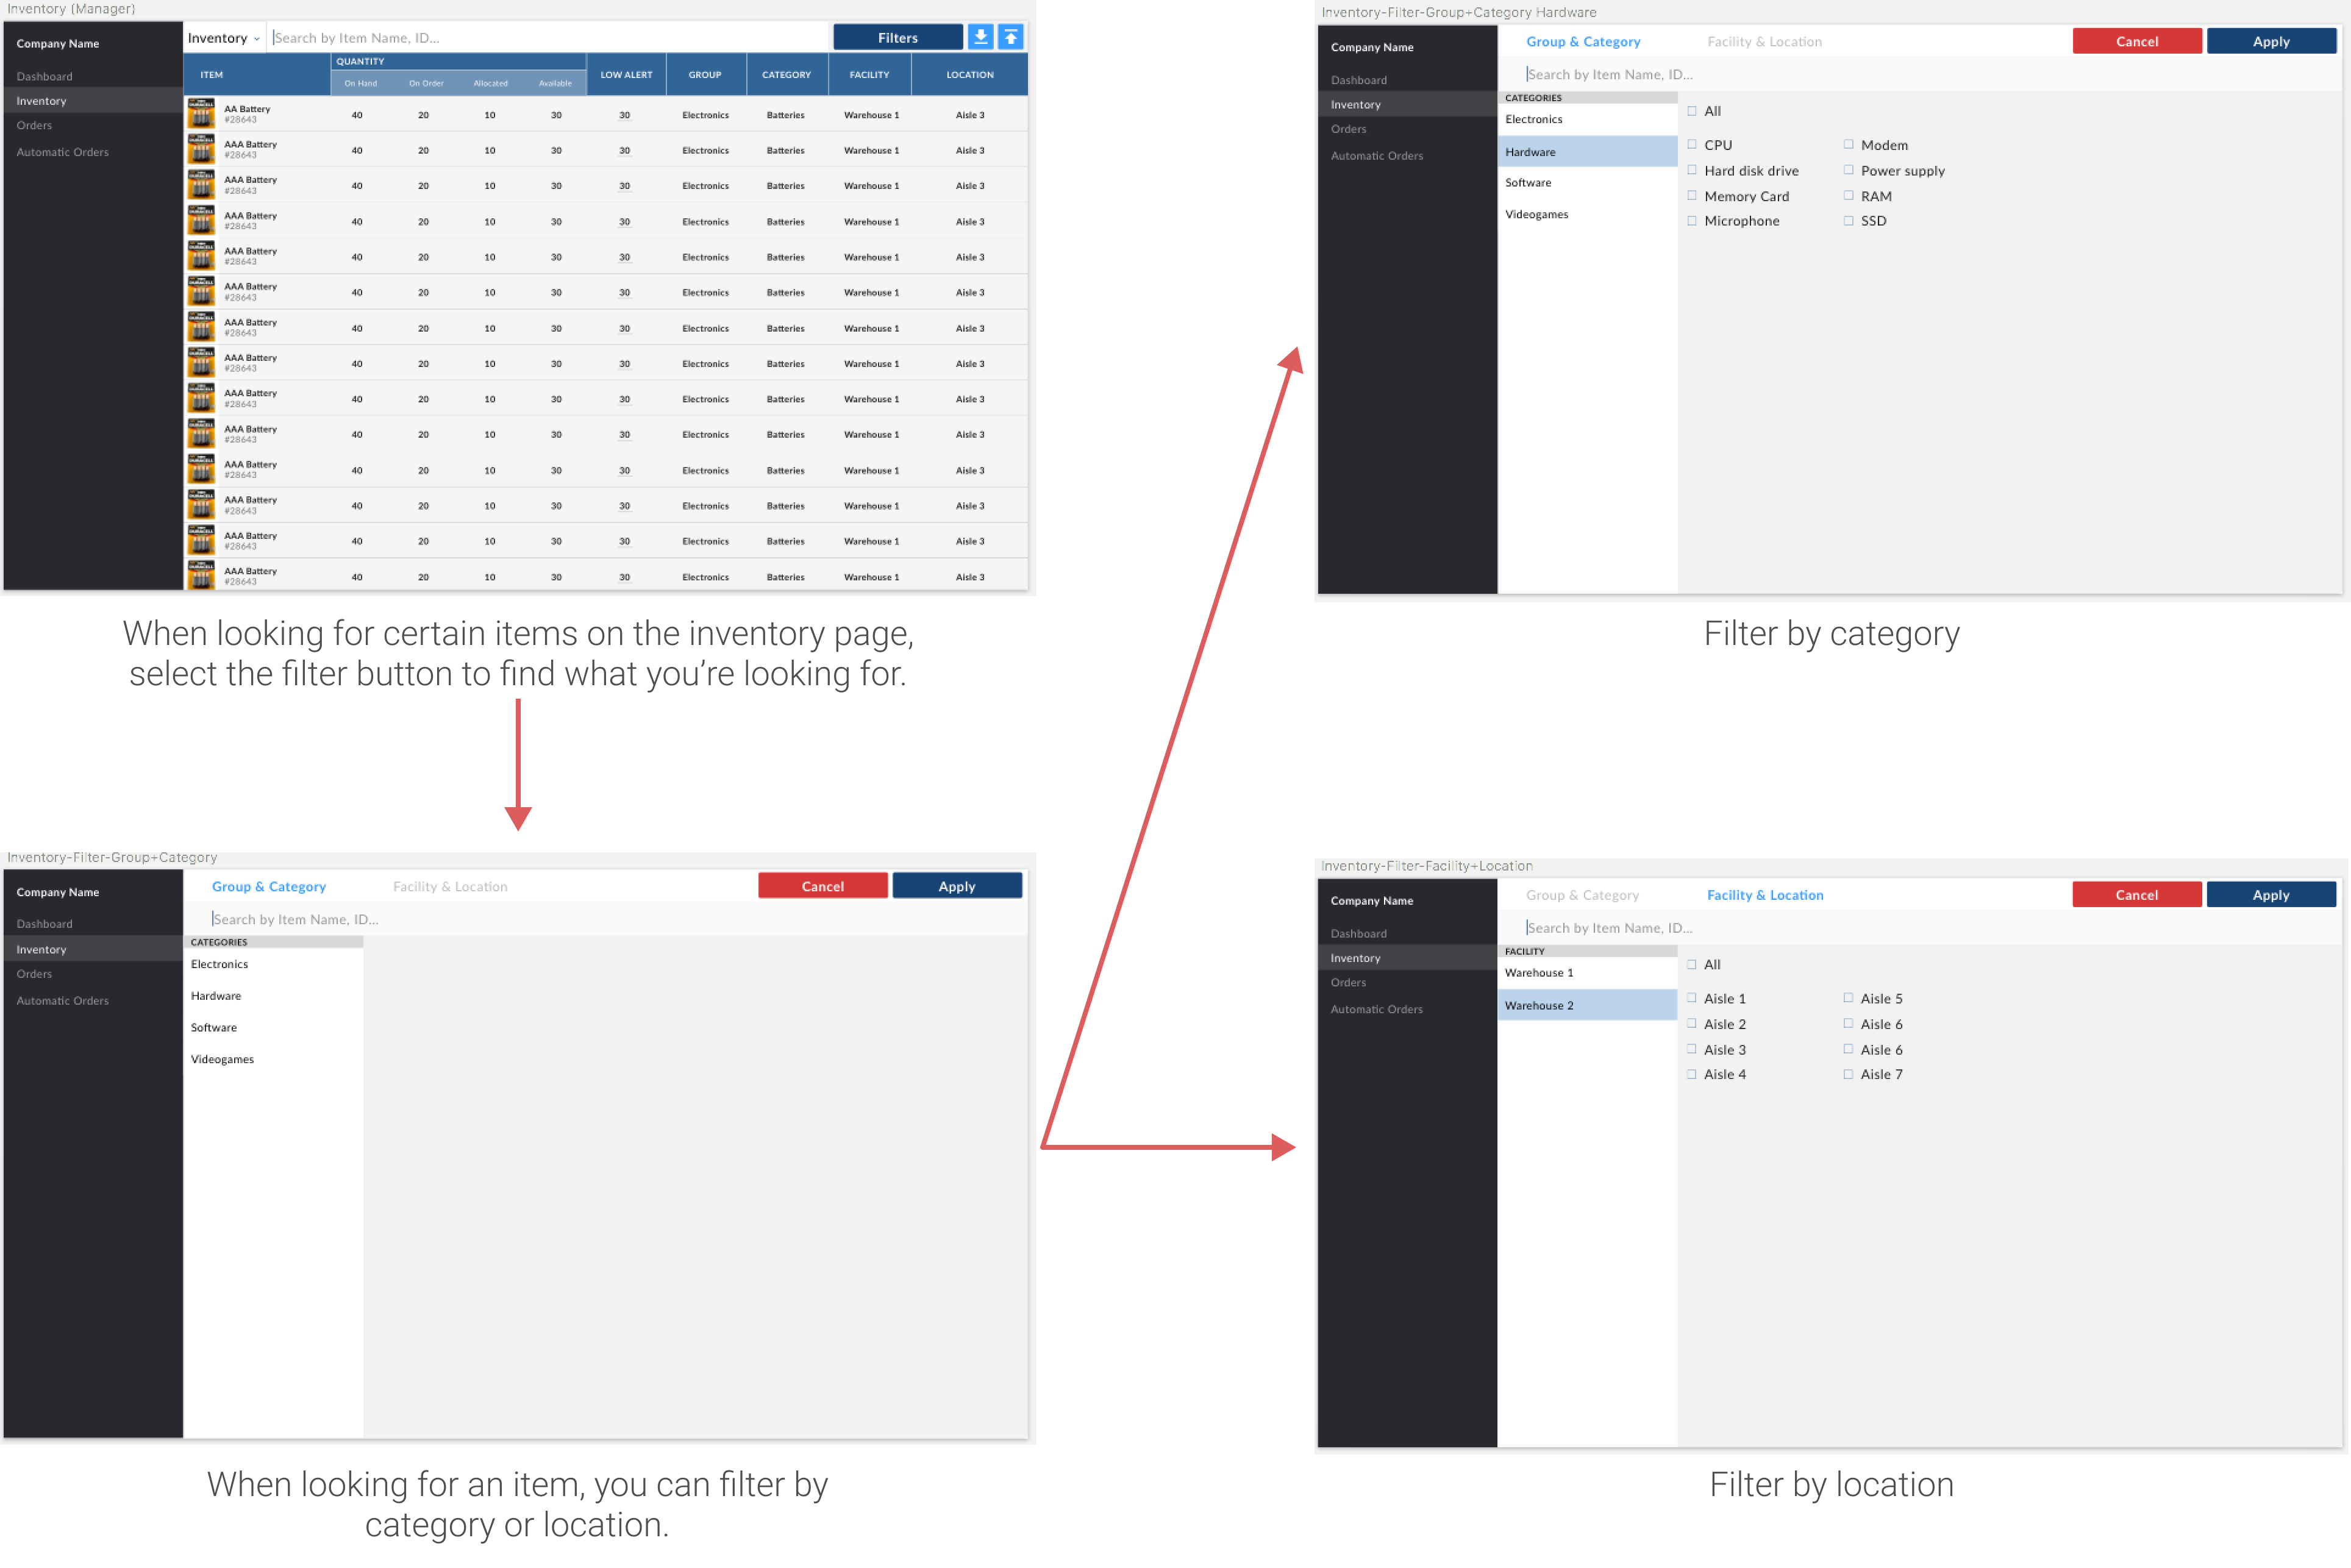 Inventory (Manager)
Company Name
Dashboard
Inventory
Orders
Automatic Orders
Inventory
Search by Item Name, ID...
Filters
ITEM
QUANTITY
On Hand On Order Allocated Available
LOW ALERT GROUP CATEGORY FACILITY LOCATION
AA Battery
#28643
40 20 10 30 30 Electronics Batteries Warehouse 1 Aisle 3
AAA Battery
#28643
40 20 10 30 30 Electronics Batteries Warehouse 1 Aisle 3
AAA Battery
#28643
40 20 10 30 30 Electronics Batteries Warehouse 1 Aisle 3
AAA Battery
#28643
40 20 10 30 30 Electronics Batteries Warehouse 1 Aisle 3
AAA Battery
#28643
40 20 10 30 30 Electronics Batteries Warehouse 1 Aisle 3
AAA Battery
#28643
40 20 10 30 30 Electronics Batteries Warehouse 1 Aisle 3
AAA Battery
#28643
40 20 10 30 30 Electronics Batteries Warehouse 1 Aisle 3
AAA Battery
#28643
40 20 10 30 30 Electronics Batteries Warehouse 1 Aisle 3
AAA Battery
#28643
40 20 10 30 30 Electronics Batteries Warehouse 1 Aisle 3
AAA Battery
#28643
40 20 10 30 30 Electronics Batteries Warehouse 1 Aisle 3
AAA Battery
#28643
40 20 10 30 30 Electronics Batteries Warehouse 1 Aisle 3
AAA Battery
#28643
40 20 10 30 30 Electronics Batteries Warehouse 1 Aisle 3
AAA Battery
#28643
40 20 10 30 30 Electronics Batteries Warehouse 1 Aisle 3
AAA Battery
#28643
40 20 10 30 30 Electronics Batteries Warehouse 1 Aisle 3
When looking for certain items on the inventory page,
select the filter button to find what you’re looking for.
Inventory-Filter-Group+Category
Company Name
Dashboard
Inventory
Orders
Automatic Orders
Group & Category Facility & Location
Cancel Apply
Search by Item Name, ID...
CATEGORIES
Electronics
Hardware
Software
Videogames
When looking for an item, you can filter by
category or location.
Inventory-Filter-Group+Category Hardware
Company Name
Dashboard
Inventory
Orders
Automatic Orders
Group & Category Facility & Location
Cancel Apply
Search by Item Name, ID...
CATEGORIES
Electronics
Hardware
Software
Videogames
All
CPU Modem
Hard disk drive Power supply
Memory Card RAM
Microphone SSD
Filter by category
Inventory-Filter-Facility+Location
Company Name
Dashboard
Inventory
Orders
Automatic Orders
Group & Category Facility & Location
Cancel Apply
Search by Item Name, ID...
FACILITY
Warehouse 1
Warehouse 2
All
Aisle 1 Aisle 5
Aisle 2 Aisle 6
Aisle 3 Aisle 6
Aisle 4 Aisle 7
Filter by location